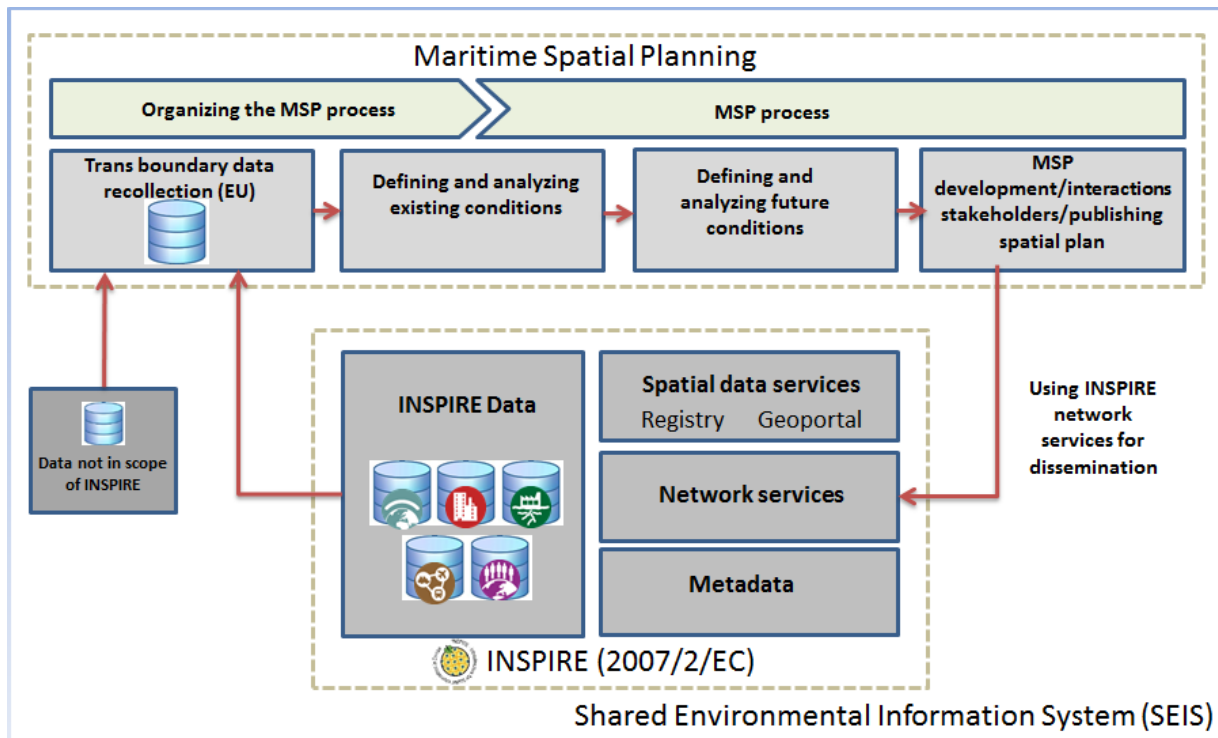 Maritime Spatial Planning
Organizing the MSP process
MSP process
Trans boundary data
recollection (EU)
Defining and analyzing
existing conditions
Defining and
analyzing future
conditions
MSP
development/interactions
stakeholders/publishing
spatial plan
Data not in scope
of INSPIRE
INSPIRE Data
Spatial data services
Registry Geoportal
Network services
Metadata
Using INSPIRE
network
services for
dissemination
INSPIRE (2007/2/EC)
Shared Environmental Information System (SEIS)